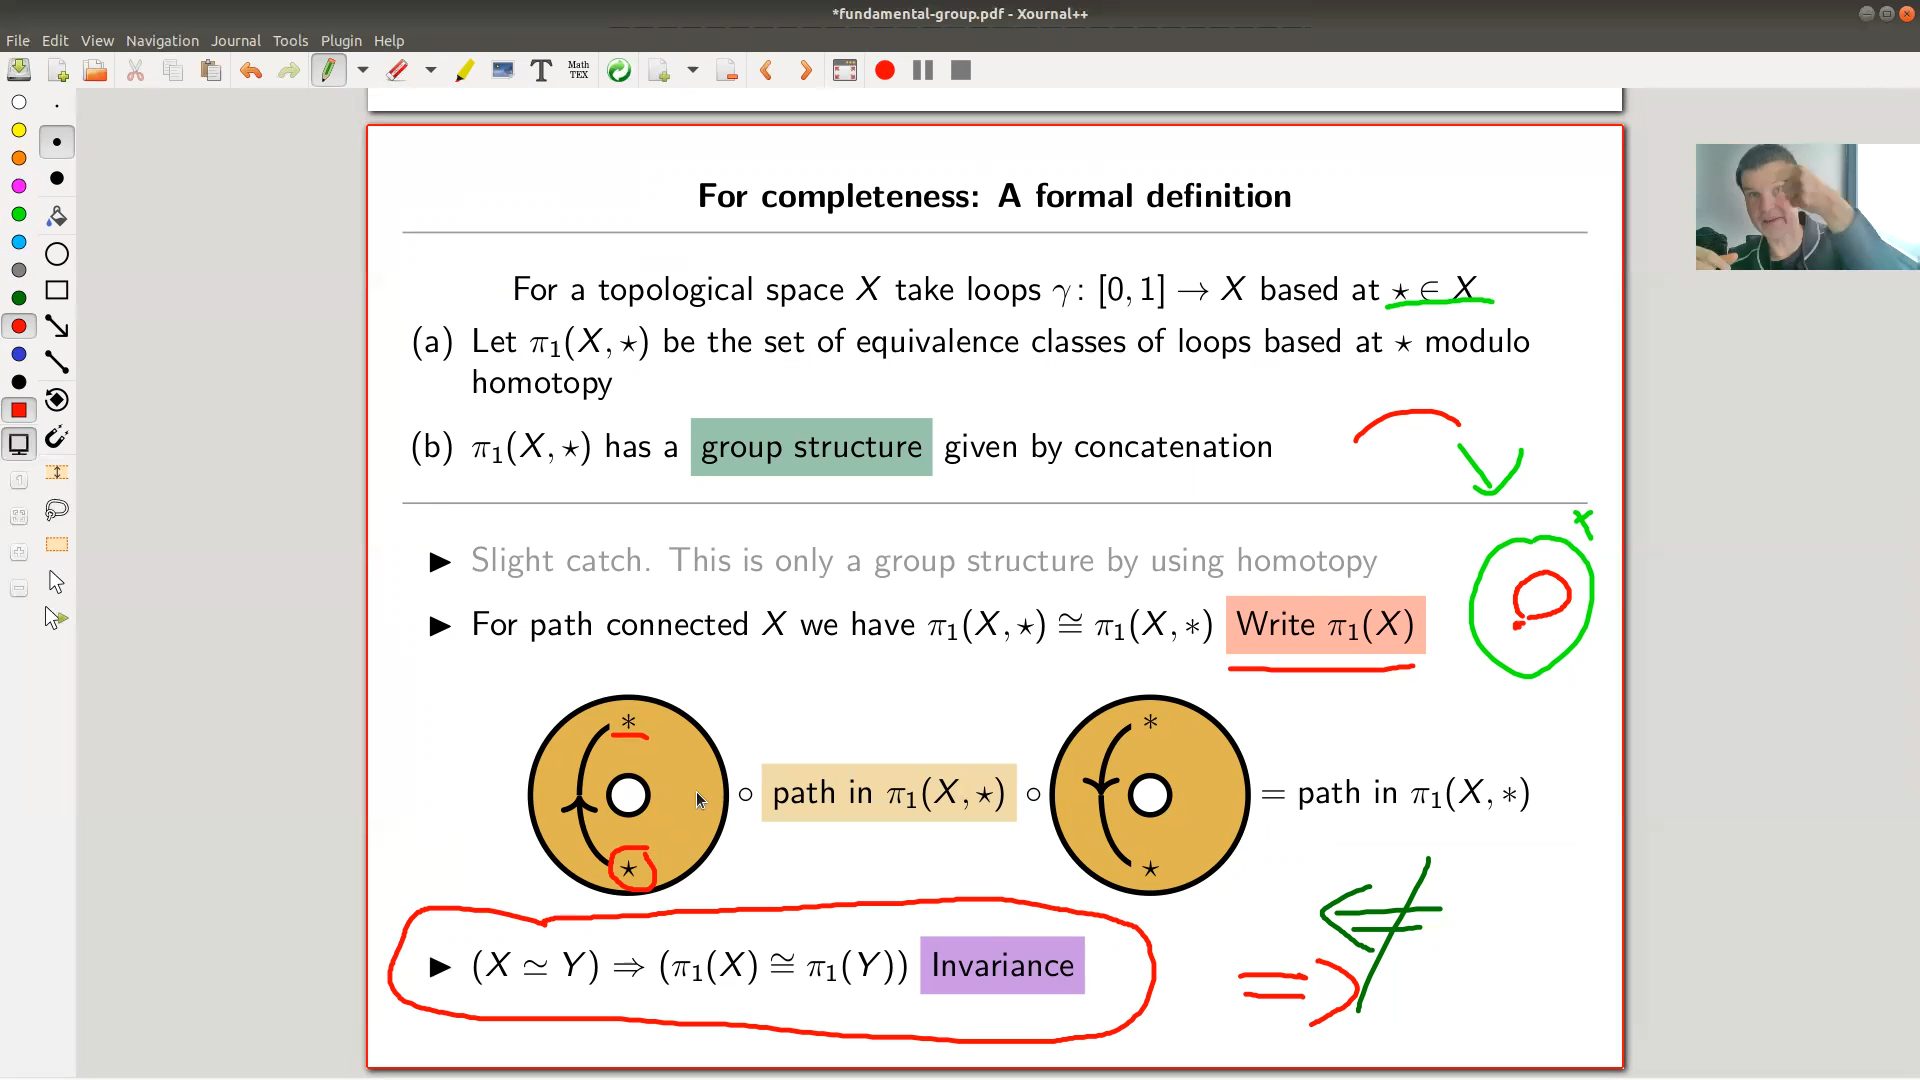 *fundamental-group.pdf - Xournal++
File Edit View Navigation Journal Tools Plugin Help
Math
TEX
For completeness: A formal definition
For a topological space X take loops γ: [0, 1] → X based at ⋆ ∈ X
(a) Let π₁(X, ⋆) be the set of equivalence classes of loops based at ⋆ modulo
homotopy
(b) π₁(X, ⋆) has a group structure given by concatenation
X
▶ Slight catch. This is only a group structure by using homotopy
▶ For path connected X we have π₁(X, ⋆) ≅ π₁(X, ∗) Write π₁(X)
∗ ∗
∘ path in π₁(X, ⋆) ∘ = path in π₁(X, ∗)
⋆ ⋆
▶ (X ≃ Y) ⇒ (π₁(X) ≅ π₁(Y)) Invariance